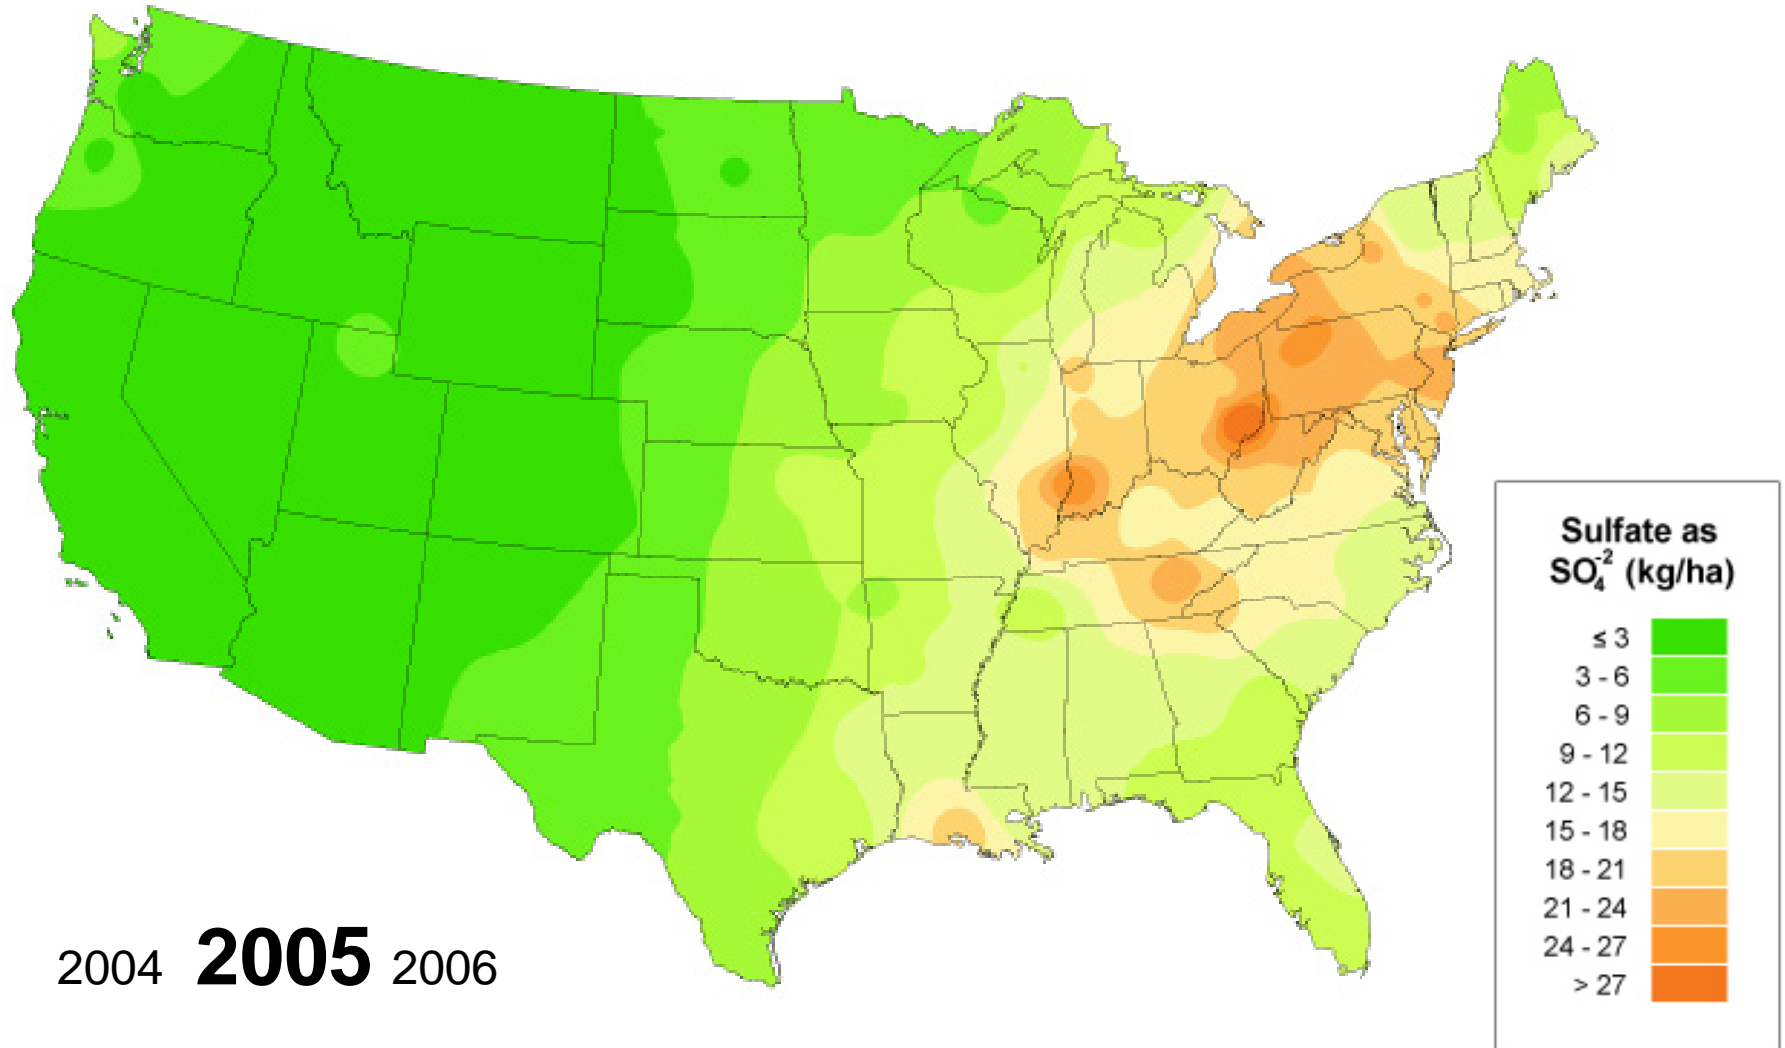 Sulfate as
SO₄⁻² (kg/ha)
≤ 3
3 - 6
6 - 9
9 - 12
12 - 15
15 - 18
18 - 21
21 - 24
24 - 27
> 27
2004 2005 2006